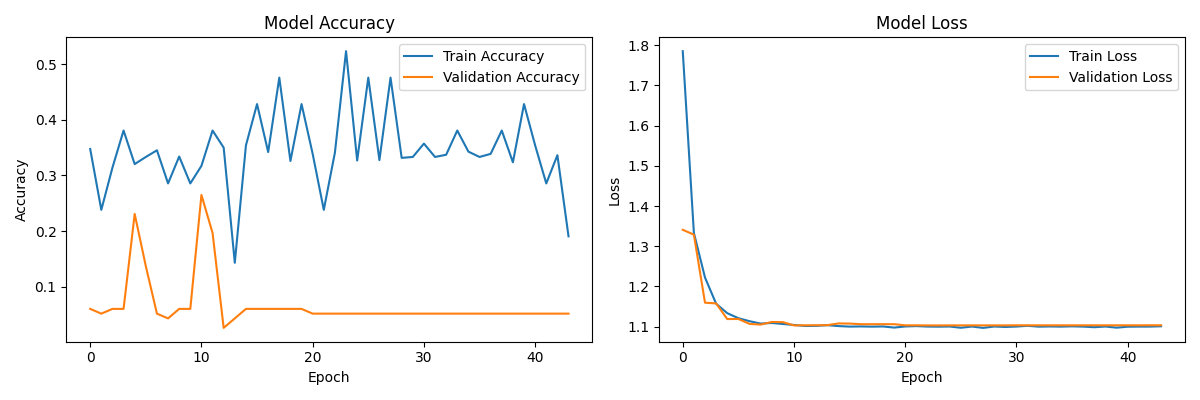 Model Accuracy
Train Accuracy
Validation Accuracy
0.5
0.4
0.3
0.2
0.1
Accuracy
0 10 20 30 40
Epoch
Model Loss
Train Loss
Validation Loss
1.8
1.7
1.6
1.5
1.4
1.3
1.2
1.1
Loss
0 10 20 30 40
Epoch